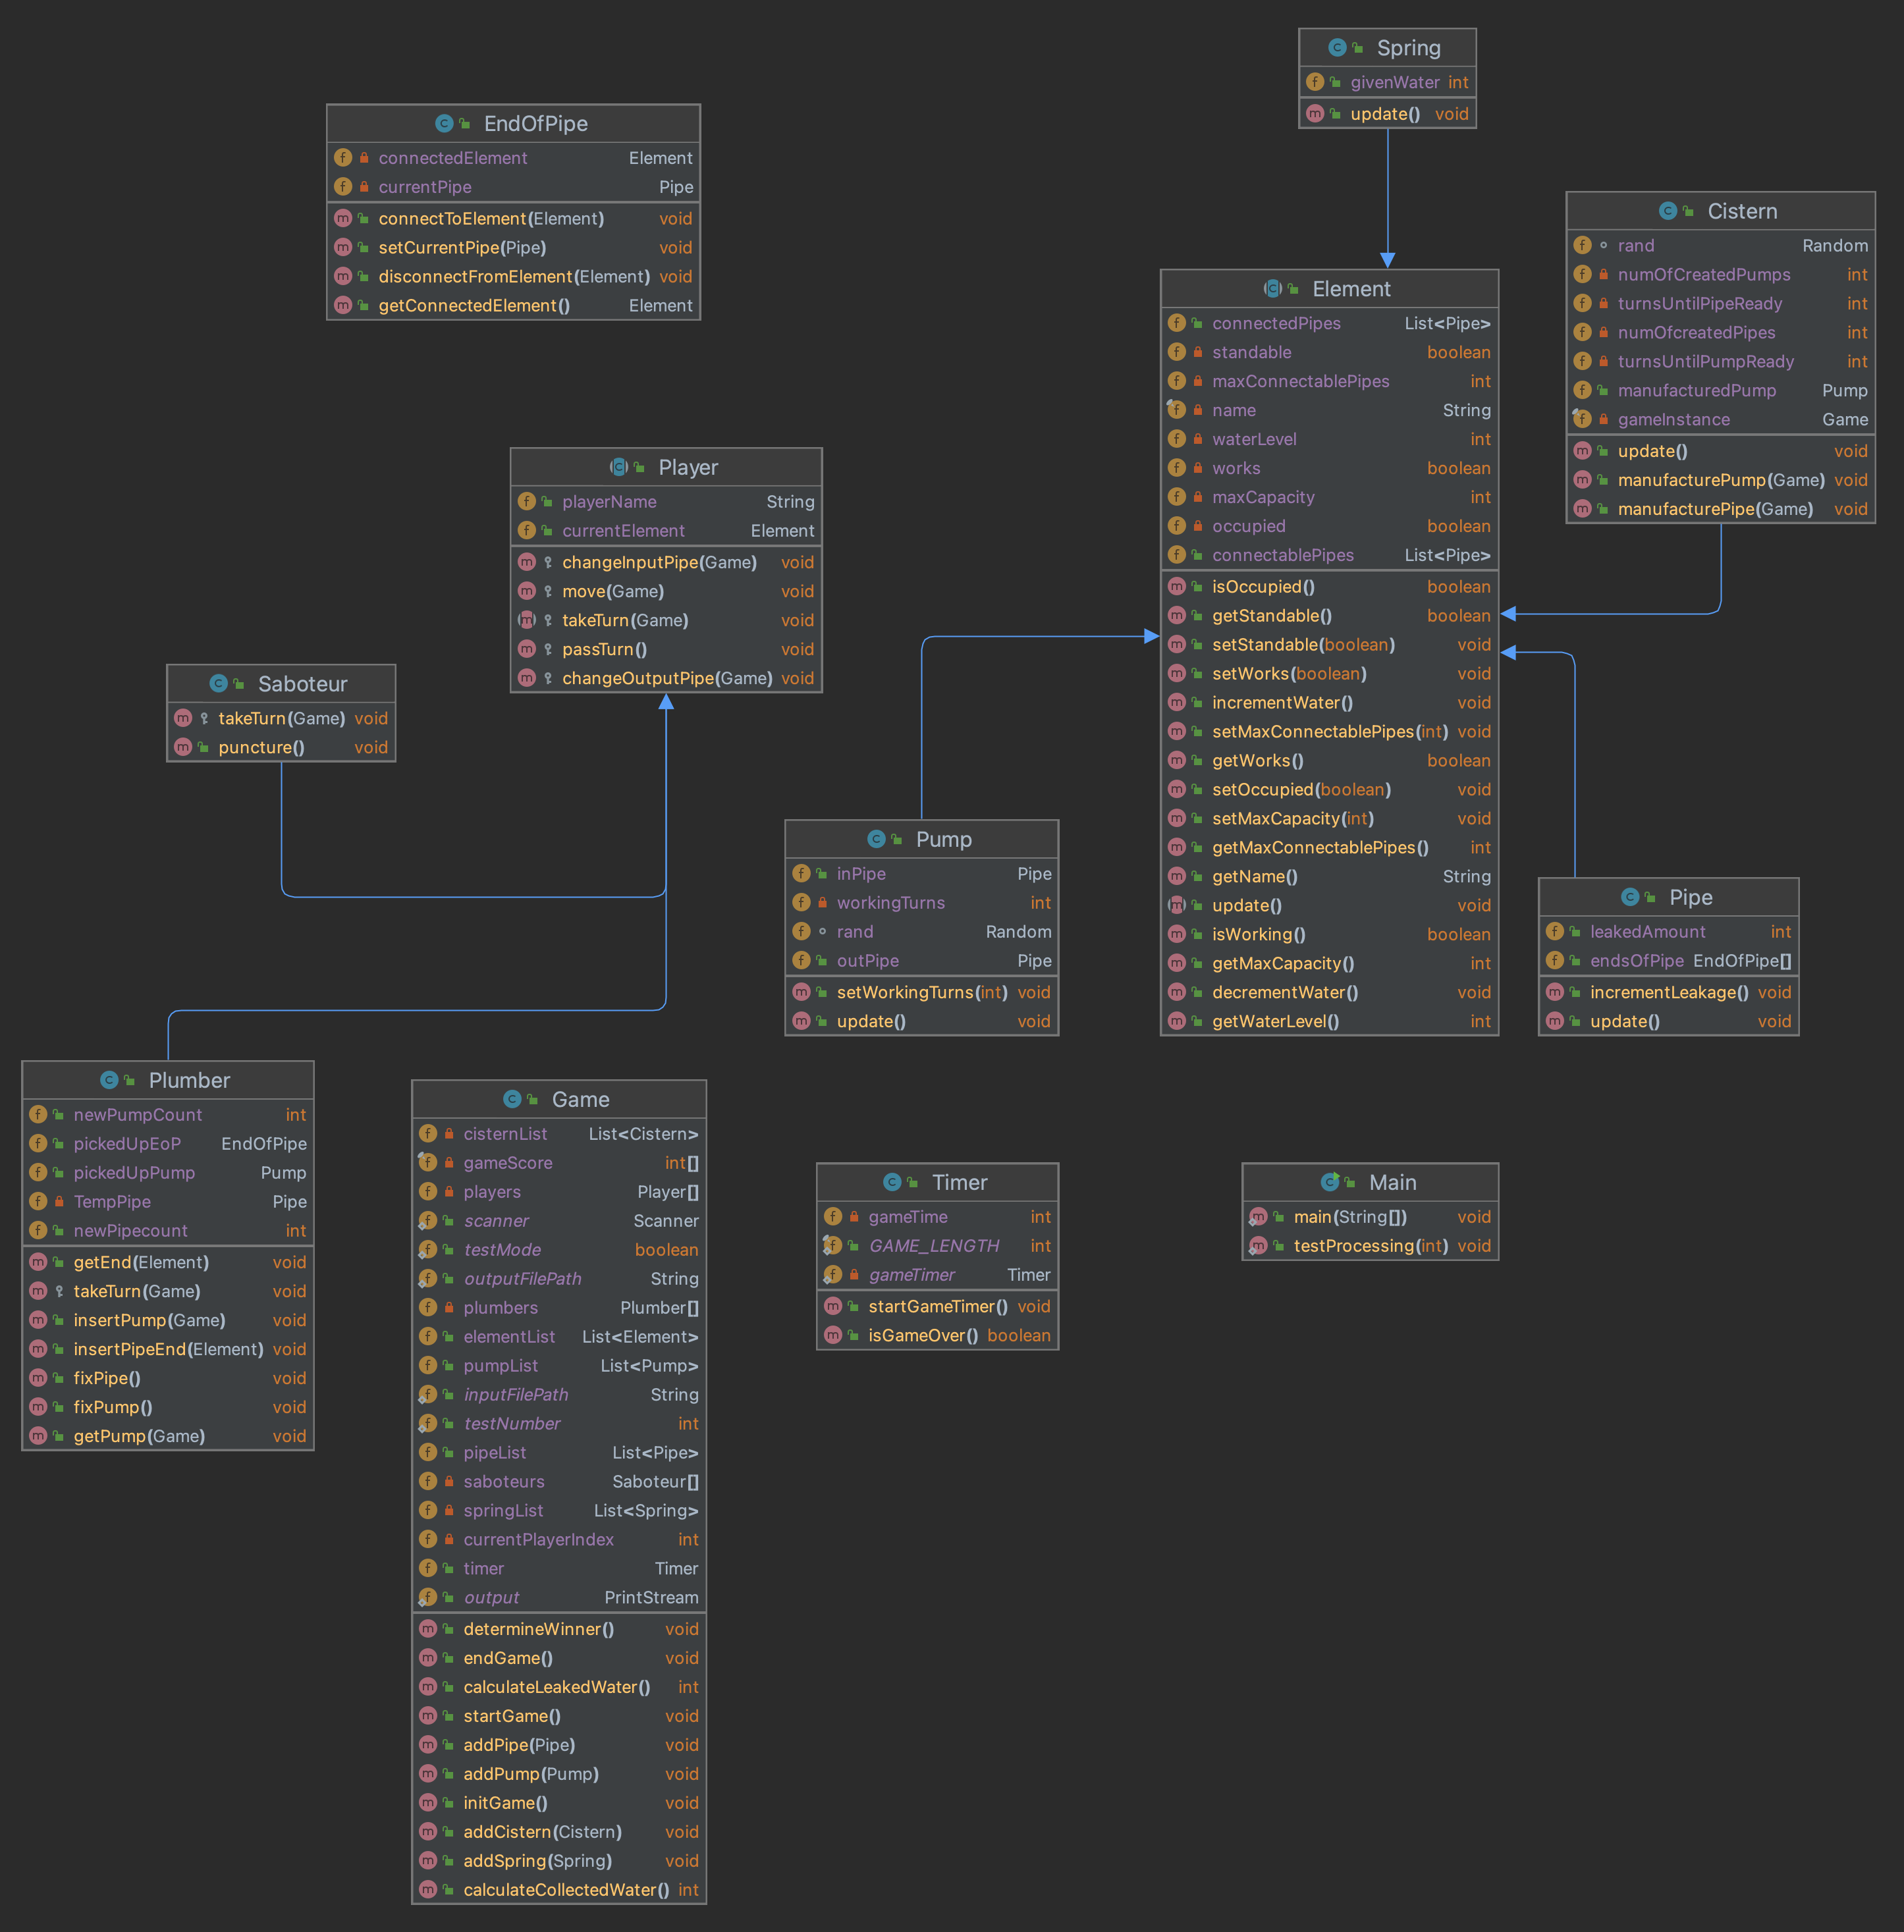 Spring
givenWater int
update() void
EndOfPipe
connectedElement Element
currentPipe Pipe
connectToElement(Element) void
setCurrentPipe(Pipe) void
disconnectFromElement(Element) void
getConnectedElement() Element
Cistern
rand Random
numOfCreatedPumps int
turnsUntilPipeReady int
numOfcreatedPipes int
turnsUntilPumpReady int
manufacturedPump Pump
gameInstance Game
update() void
manufacturePump(Game) void
manufacturePipe(Game) void
Element
connectedPipes List<Pipe>
standable boolean
maxConnectablePipes int
name String
waterLevel int
works boolean
maxCapacity int
occupied boolean
connectablePipes List<Pipe>
isOccupied() boolean
getStandable() boolean
setStandable(boolean) void
setWorks(boolean) void
incrementWater() void
setMaxConnectablePipes(int) void
getWorks() boolean
setOccupied(boolean) void
setMaxCapacity(int) void
getMaxConnectablePipes() int
getName() String
update() void
isWorking() boolean
getMaxCapacity() int
decrementWater() void
getWaterLevel() int
Player
playerName String
currentElement Element
changeInputPipe(Game) void
move(Game) void
takeTurn(Game) void
passTurn() void
changeOutputPipe(Game) void
Saboteur
takeTurn(Game) void
puncture() void
Pump
inPipe Pipe
workingTurns int
rand Random
outPipe Pipe
setWorkingTurns(int) void
update() void
Pipe
leakedAmount int
endsOfPipe EndOfPipe[]
incrementLeakage() void
update() void
Plumber
newPumpCount int
pickedUpEoP EndOfPipe
pickedUpPump Pump
TempPipe Pipe
newPipecount int
getEnd(Element) void
takeTurn(Game) void
insertPump(Game) void
insertPipeEnd(Element) void
fixPipe() void
fixPump() void
getPump(Game) void
Game
cisternList List<Cistern>
gameScore int[]
players Player[]
scanner Scanner
testMode boolean
outputFilePath String
plumbers Plumber[]
elementList List<Element>
pumpList List<Pump>
inputFilePath String
testNumber int
pipeList List<Pipe>
saboteurs Saboteur[]
springList List<Spring>
currentPlayerIndex int
timer Timer
output PrintStream
determineWinner() void
endGame() void
calculateLeakedWater() int
startGame() void
addPipe(Pipe) void
addPump(Pump) void
initGame() void
addCistern(Cistern) void
addSpring(Spring) void
calculateCollectedWater() int
Timer
gameTime int
GAME_LENGTH int
gameTimer Timer
startGameTimer() void
isGameOver() boolean
Main
main(String[]) void
testProcessing(int) void